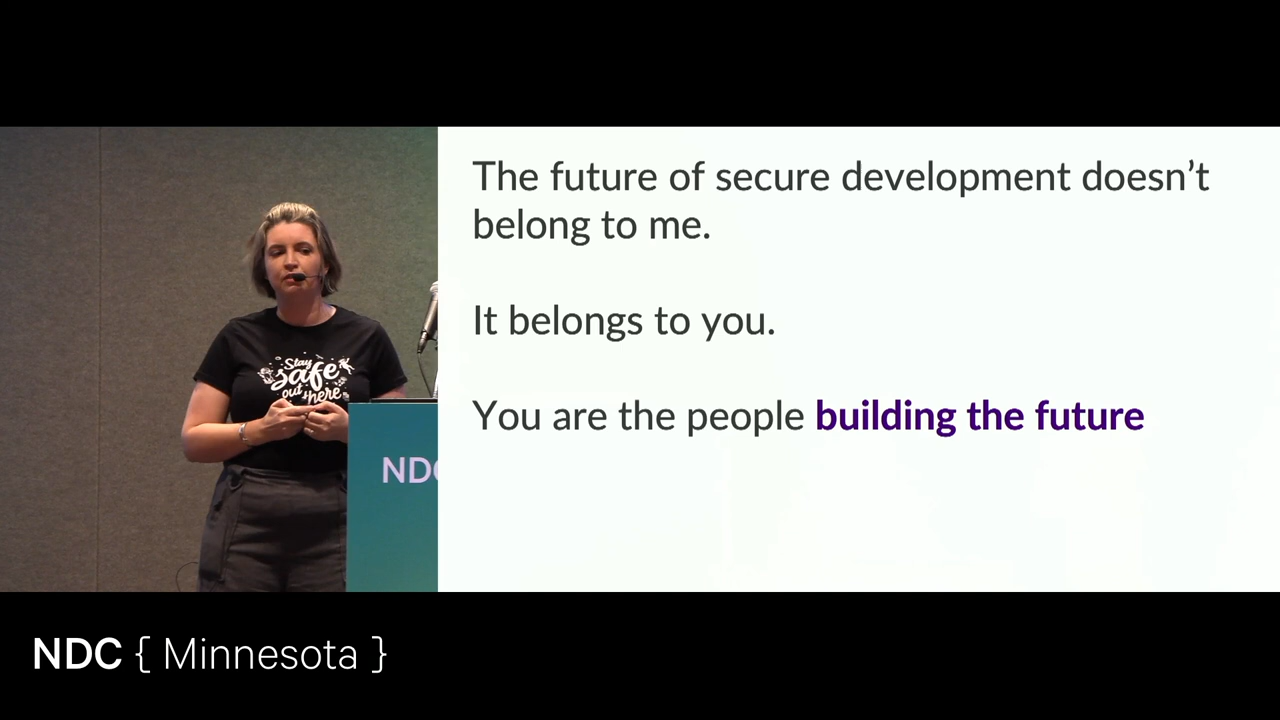 The future of secure development doesn’t
belong to me.
It belongs to you.
You are the people building the future
Stay
safe
out there
NDC
NDC { Minnesota }